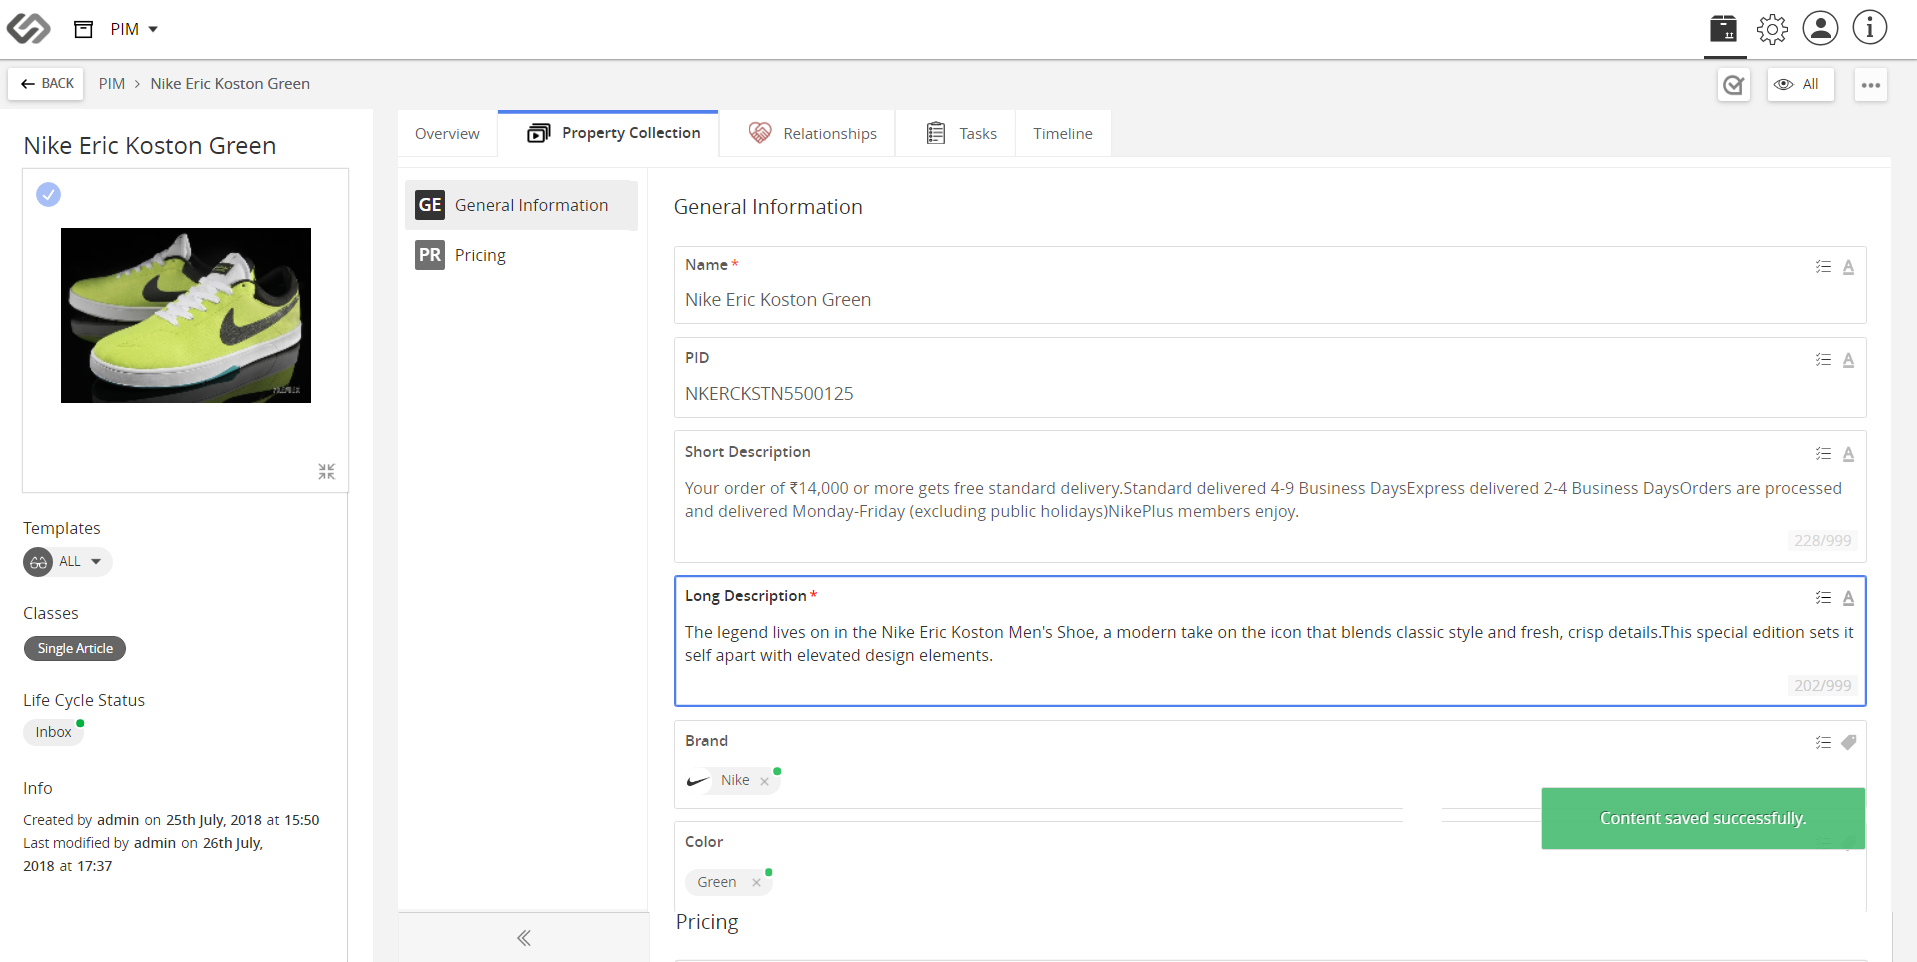 PIM
BACK
PIM › Nike Eric Koston Green
All
Nike Eric Koston Green
Templates
ALL
Classes
Single Article
Life Cycle Status
Inbox
Info
Created by admin on 25th July, 2018 at 15:50
Last modified by admin on 26th July,
2018 at 17:37
Overview
Property Collection
Relationships
Tasks
Timeline
GE General Information
PR Pricing
General Information
Name*
A
Nike Eric Koston Green
PID
A
NKERCKSTN5500125
Short Description
A
Your order of ₹14,000 or more gets free standard delivery.Standard delivered 4-9 Business DaysExpress delivered 2-4 Business DaysOrders are processed
and delivered Monday-Friday (excluding public holidays)NikePlus members enjoy.
228/999
Long Description*
A
The legend lives on in the Nike Eric Koston Men's Shoe, a modern take on the icon that blends classic style and fresh, crisp details.This special edition sets it
self apart with elevated design elements.
202/999
Brand
Nike ×
Content saved successfully.
Color
Green ×
Pricing